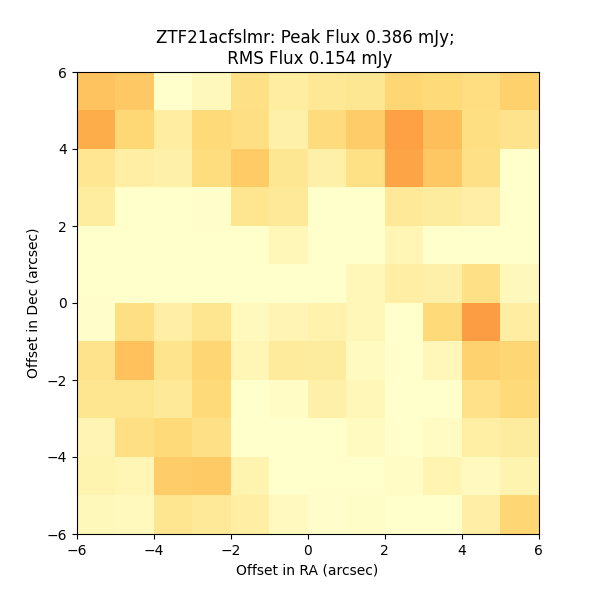 ZTF21acfslmr: Peak Flux 0.386 mJy;
RMS Flux 0.154 mJy
6
4
2
0
−2
−4
−6
Offset in Dec (arcsec)
−6 −4 −2 0 2 4 6
Offset in RA (arcsec)